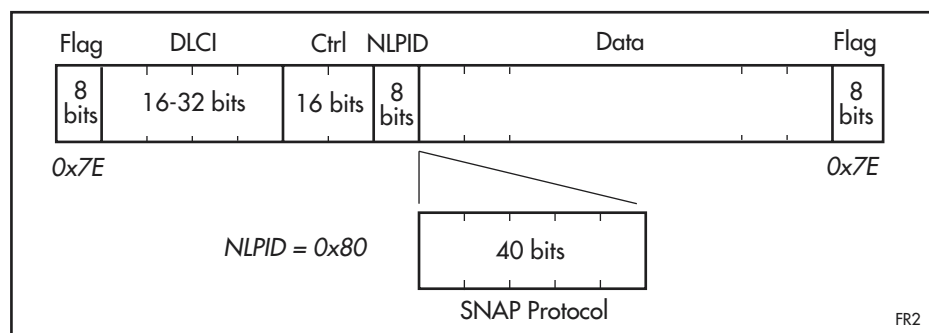 Flag DLCI Ctrl NLPID Data Flag
8 bits 16-32 bits 16 bits 8 bits 8 bits
0x7E 0x7E
NLPID = 0x80 40 bits
SNAP Protocol
FR2